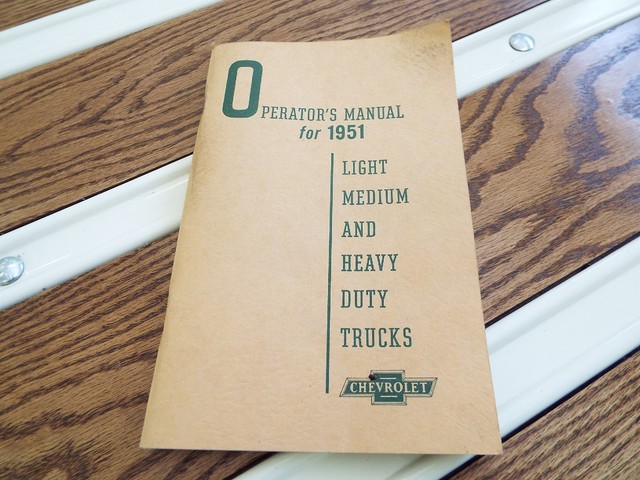 OPERATOR'S MANUAL
for 1951
LIGHT
MEDIUM
AND
HEAVY
DUTY
TRUCKS
CHEVROLET